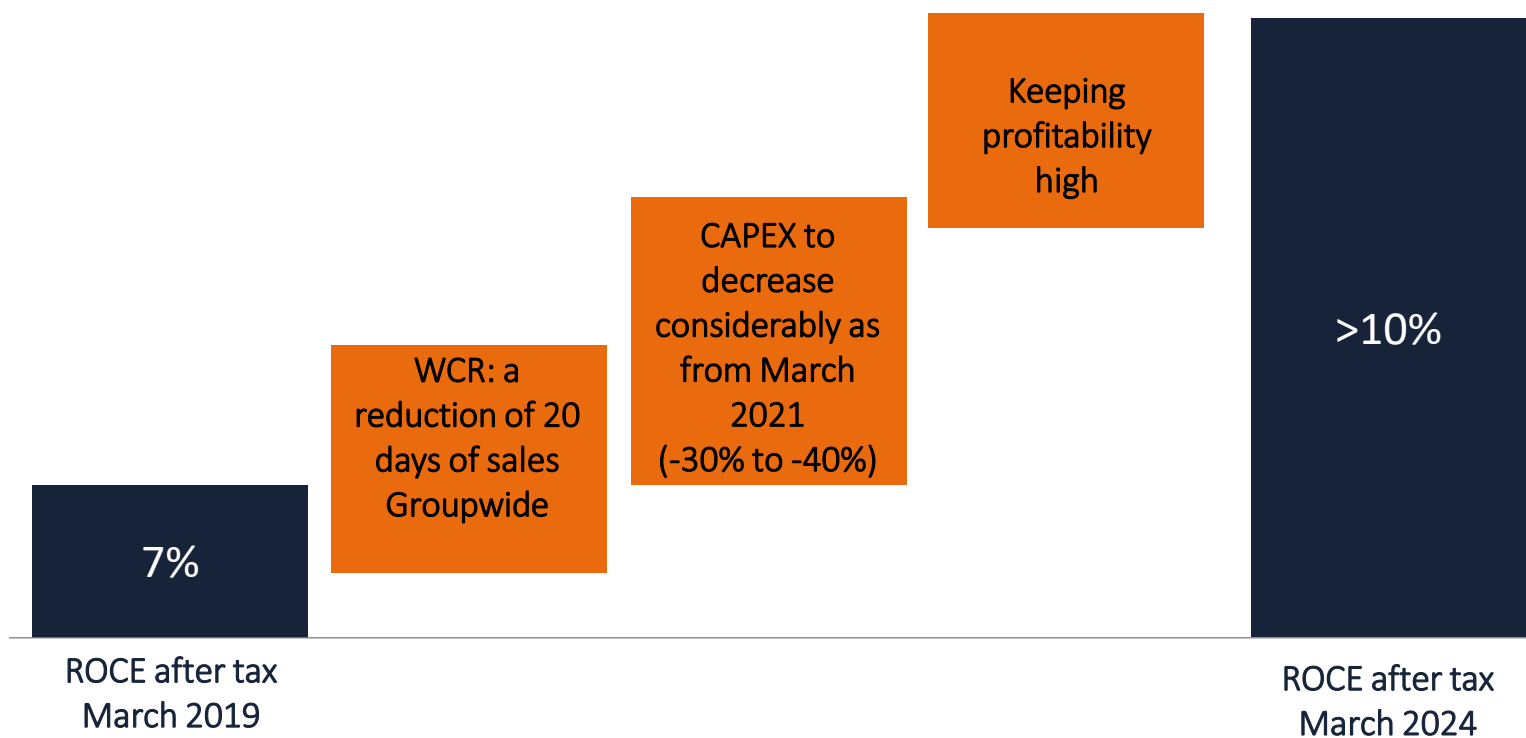 7%
ROCE after tax
March 2019
WCR: a
reduction of 20
days of sales
Groupwide
CAPEX to
decrease
considerably as
from March
2021
(-30% to -40%)
Keeping
profitability
high
>10%
ROCE after tax
March 2024